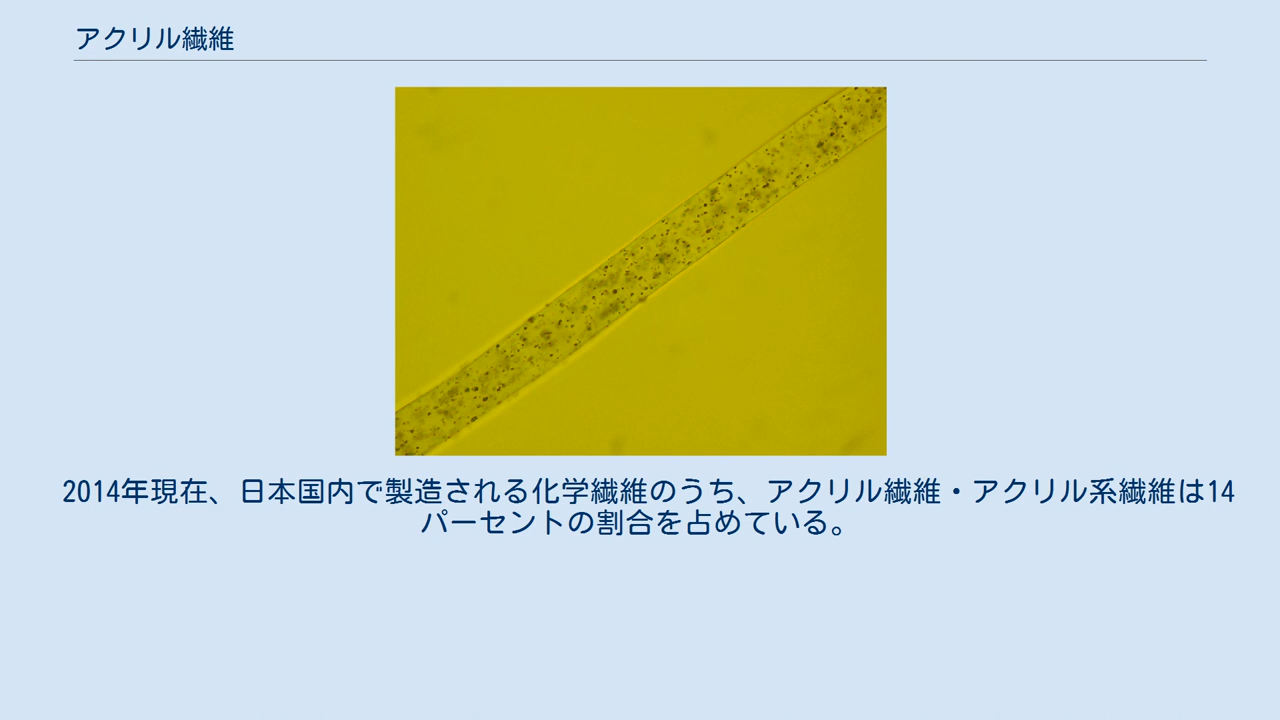 アクリル繊維
2014年現在、日本国内で製造される化学繊維のうち、アクリル繊維・アクリル系繊維は14
パーセントの割合を占めている。